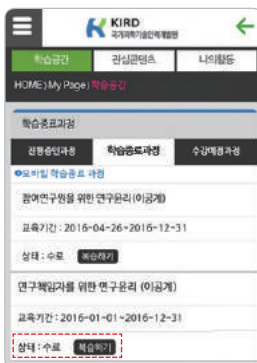 KIRD
국가과학기술인력개발원
학습공간 관심콘텐츠 나의활동
HOME〉My Page〉학습공간
학습종료과정
진행중인과정 학습종료과정 수강예정과정
모바일 학습종료 과정
참여연구원을 위한 연구윤리(이공계)
교육기간 : 2016-04-26~2016-12-31
상태 : 수료 복습하기
연구책임자를 위한 연구윤리 (이공계)
교육기간 : 2016-01-01~2016-12-31
상태 : 수료 복습하기